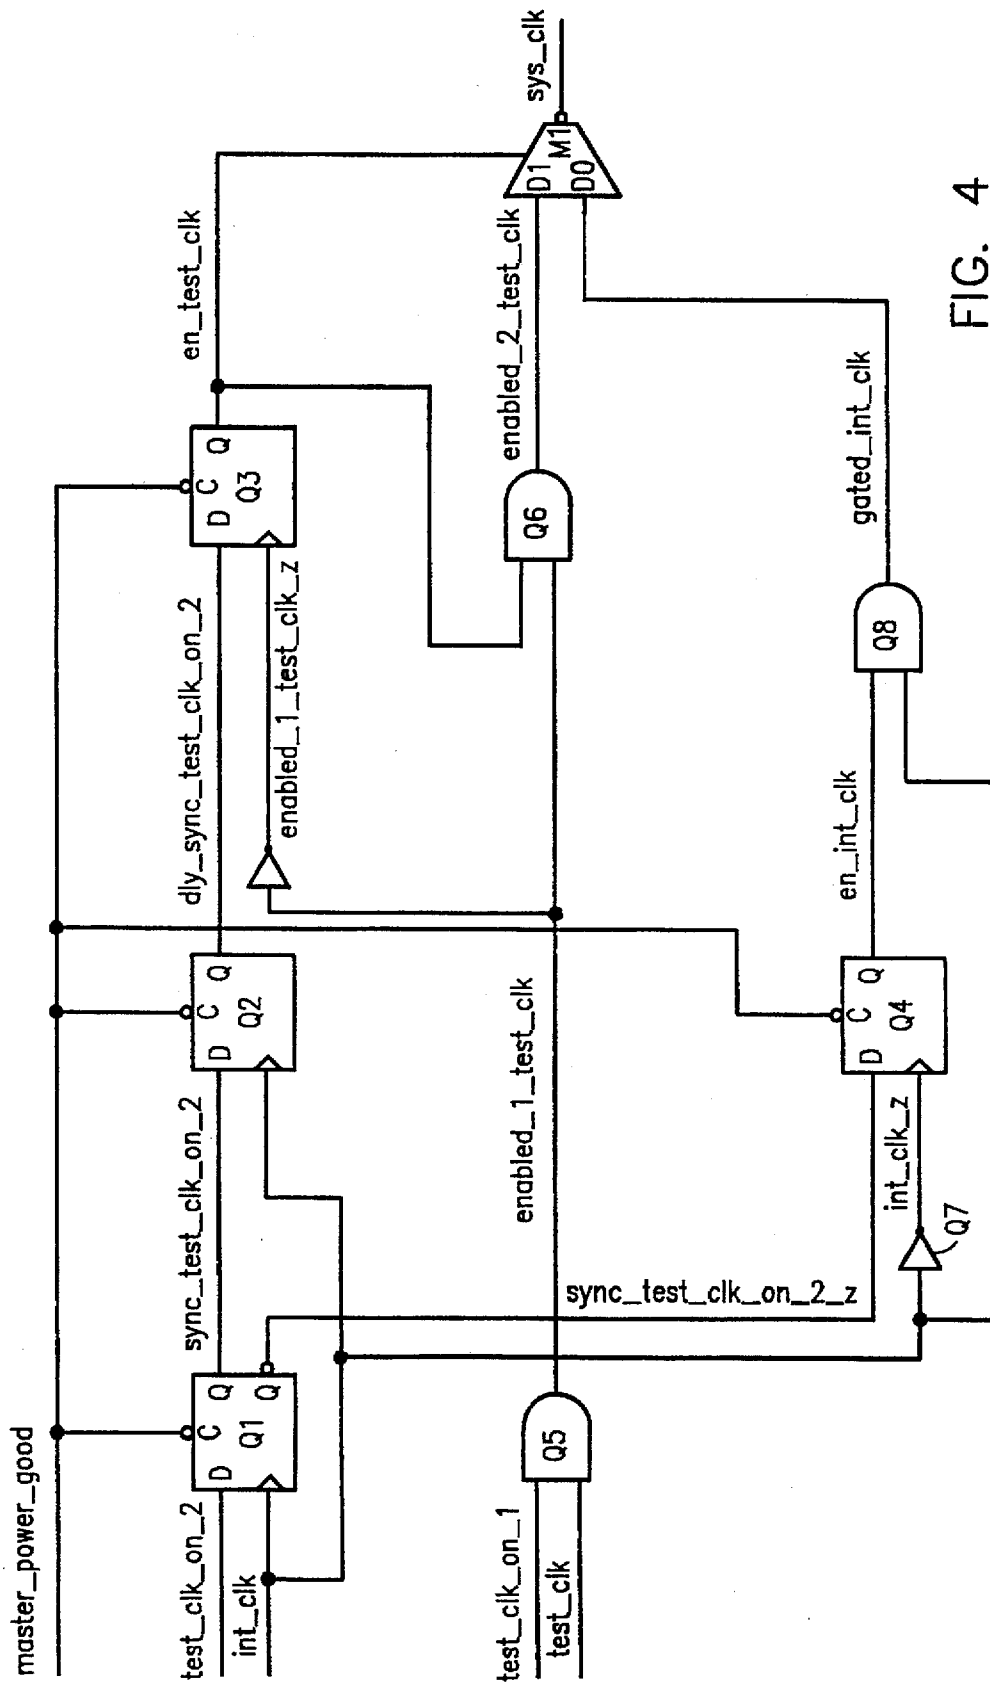 master_power_good
test_clk_on_2
int_clk
D
C
Q
Q
Q1
sync_test_clk_on_2
D
C
Q
Q2
dly_sync_test_clk_on_2
enabled_1_test_clk_z
D
C
Q
Q3
en_test_clk
test_clk_on_1
test_clk
Q5
enabled_1_test_clk
Q6
enabled_2_test_clk
D1
D0
M1
sys_clk
sync_test_clk_on_2_z
int_clk_z
Q7
D
C
Q
Q4
en_int_clk
Q8
gated_int_clk
FIG. 4